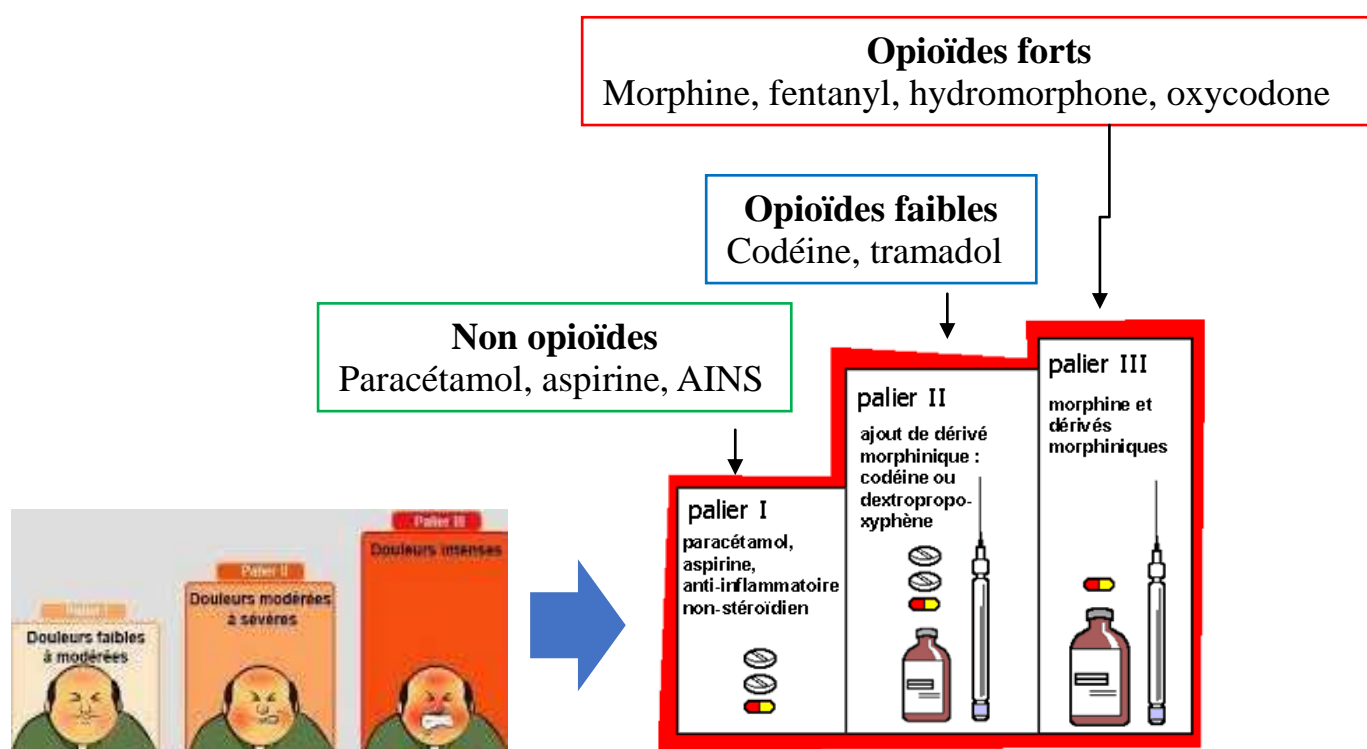 Opioïdes forts
Morphine, fentanyl, hydromorphone, oxycodone
Opioïdes faibles
Codéine, tramadol
Non opioïdes
Paracétamol, aspirine, AINS
palier I
paracétamol,
aspirine,
anti-inflammatoire
non-stéroïdien
palier II
ajout de dérivé
morphinique :
codéine ou
dextropropo-
xyphène
palier III
morphine et
dérivés
morphiniques
Douleurs faibles
à modérées
Palier II
Douleurs modérées
à sévères
Palier III
Douleurs intenses